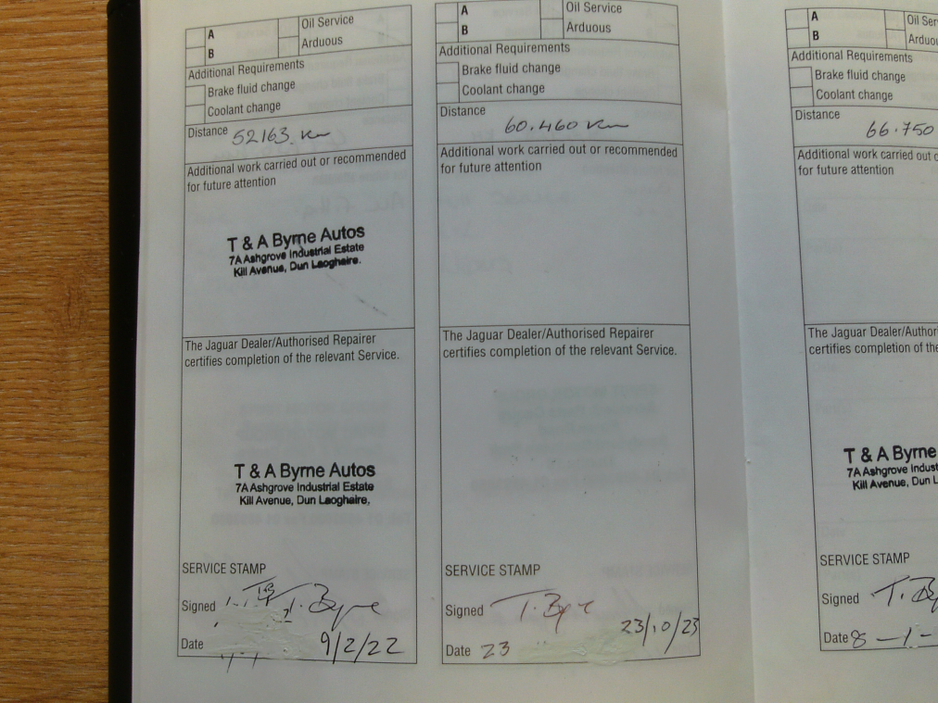 A
B
Oil Service
Arduous
Additional Requirements
Brake fluid change
Coolant change
Distance 52163 km
Additional work carried out or recommended
for future attention
T & A Byrne Autos
7A Ashgrove Industrial Estate
Kill Avenue, Dun Laoghaire.
The Jaguar Dealer/Authorised Repairer
certifies completion of the relevant Service.
T & A Byrne Autos
7A Ashgrove Industrial Estate
Kill Avenue, Dun Laoghaire,
SERVICE STAMP
Signed T. Byrne
Date 9/2/22
A
B
Oil Service
Arduous
Additional Requirements
Brake fluid change
Coolant change
Distance 60.460 km
Additional work carried out or recommended
for future attention
The Jaguar Dealer/Authorised Repairer
certifies completion of the relevant Service.
SERVICE STAMP
Signed T. Byrne
23/10/23
Date 23
A
B
Oil Ser
Arduou
Additional Requirements
Brake fluid change
Coolant change
Distance 66.750
Additional work carried out o
for future attention
The Jaguar Dealer/Author
certifies completion of the
T & A Byrne
7A Ashgrove Indust
Kill Avenue, Dun L
SERVICE STAMP
Signed T. By
Date 8 - 1 -